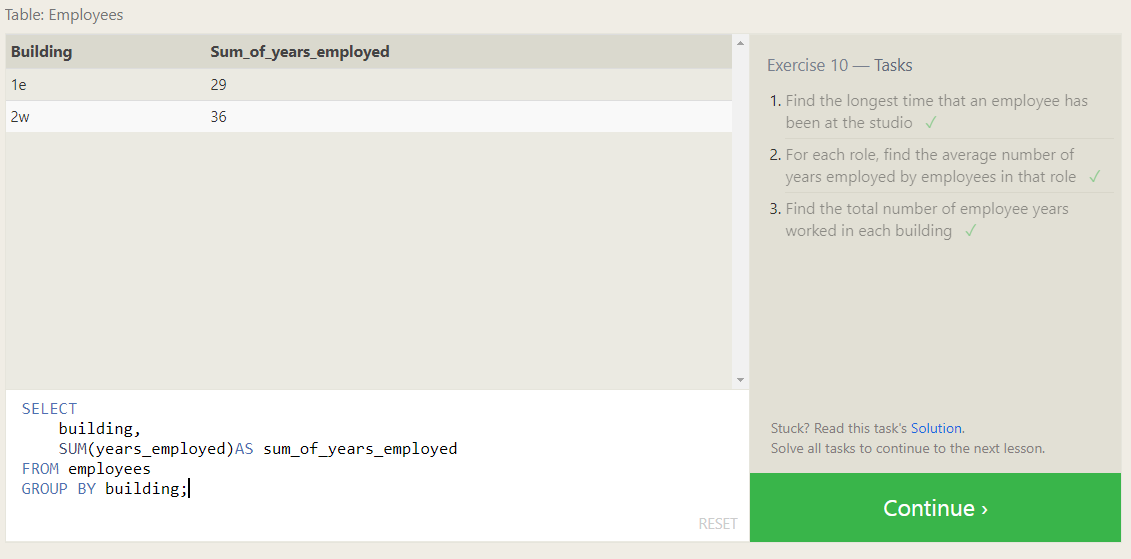 Table: Employees
Building Sum_of_years_employed
1e 29
2w 36
SELECT
building,
SUM(years_employed)AS sum_of_years_employed
FROM employees
GROUP BY building;
RESET
Exercise 10 — Tasks
1. Find the longest time that an employee has
been at the studio ✓
2. For each role, find the average number of
years employed by employees in that role ✓
3. Find the total number of employee years
worked in each building ✓
Stuck? Read this task's Solution.
Solve all tasks to continue to the next lesson.
Continue ›